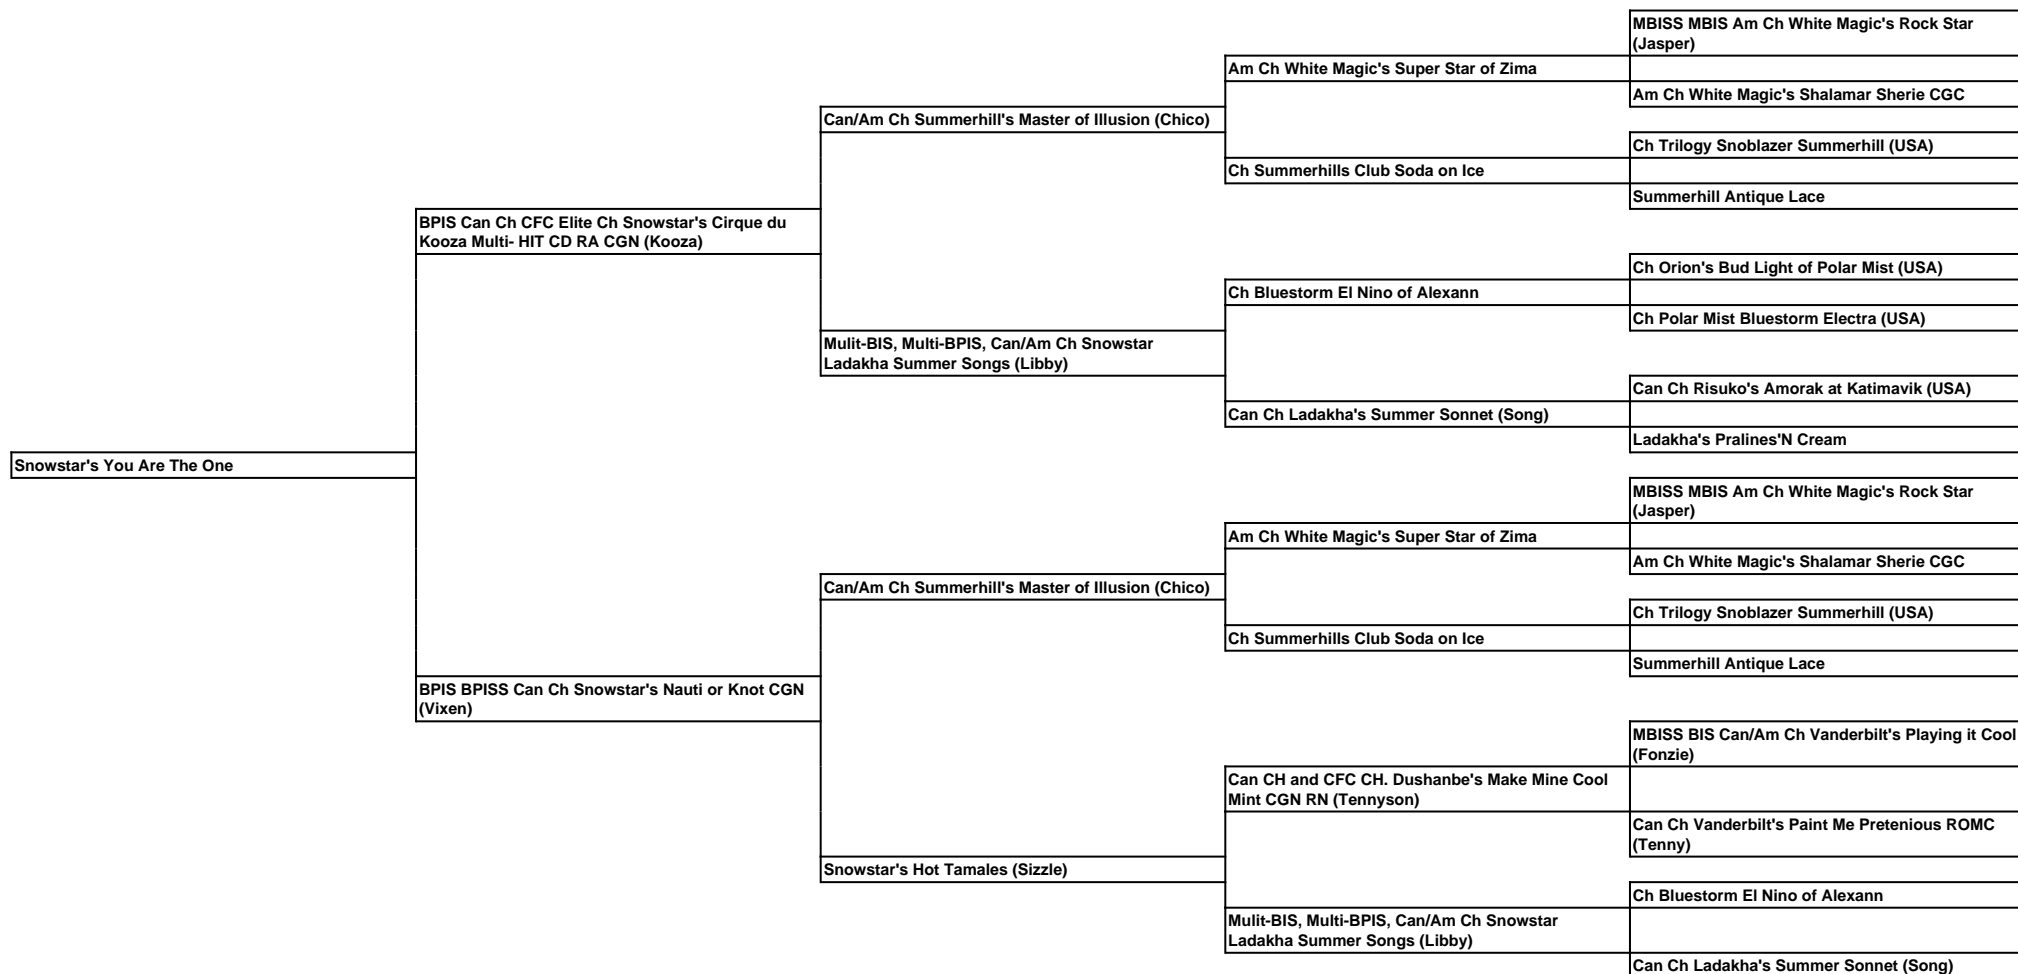 MBISS MBIS Am Ch White Magic's Rock Star
(Jasper)
Am Ch White Magic's Super Star of Zima
Am Ch White Magic's Shalamar Sherie CGC
Can/Am Ch Summerhill's Master of Illusion (Chico)
Ch Trilogy Snoblazer Summerhill (USA)
Ch Summerhills Club Soda on Ice
Summerhill Antique Lace
BPIS Can Ch CFC Elite Ch Snowstar's Cirque du
Kooza Multi- HIT CD RA CGN (Kooza)
Ch Orion's Bud Light of Polar Mist (USA)
Ch Bluestorm El Nino of Alexann
Ch Polar Mist Bluestorm Electra (USA)
Mulit-BIS, Multi-BPIS, Can/Am Ch Snowstar
Ladakha Summer Songs (Libby)
Can Ch Risuko's Amorak at Katimavik (USA)
Can Ch Ladakha's Summer Sonnet (Song)
Ladakha's Pralines'N Cream
Snowstar's You Are The One
MBISS MBIS Am Ch White Magic's Rock Star
(Jasper)
Am Ch White Magic's Super Star of Zima
Am Ch White Magic's Shalamar Sherie CGC
Can/Am Ch Summerhill's Master of Illusion (Chico)
Ch Trilogy Snoblazer Summerhill (USA)
Ch Summerhills Club Soda on Ice
Summerhill Antique Lace
BPIS BPISS Can Ch Snowstar's Nauti or Knot CGN
(Vixen)
MBISS BIS Can/Am Ch Vanderbilt's Playing it Cool
(Fonzie)
Can CH and CFC CH. Dushanbe's Make Mine Cool
Mint CGN RN (Tennyson)
Can Ch Vanderbilt's Paint Me Pretenious ROMC
(Tenny)
Snowstar's Hot Tamales (Sizzle)
Ch Bluestorm El Nino of Alexann
Mulit-BIS, Multi-BPIS, Can/Am Ch Snowstar
Ladakha Summer Songs (Libby)
Can Ch Ladakha's Summer Sonnet (Song)